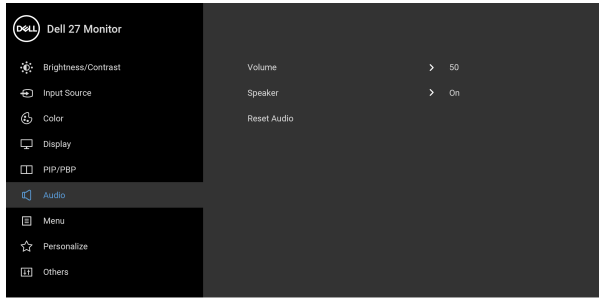 DELL Dell 27 Monitor
Brightness/Contrast
Input Source
Color
Display
PIP/PBP
Audio
Menu
Personalize
Others
Volume > 50
Speaker > On
Reset Audio